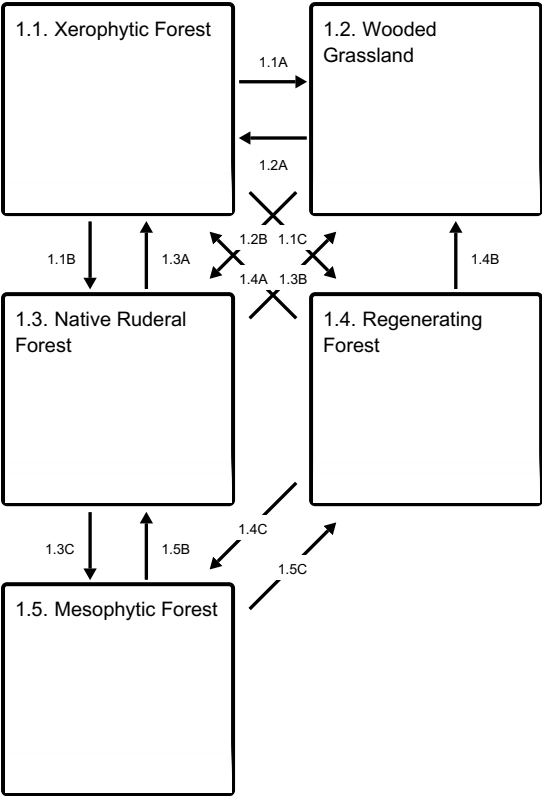 1.1. Xerophytic Forest
1.2. Wooded
Grassland
1.1A
1.2A
1.2B 1.1C
1.1B
1.3A
1.4B
1.4A 1.3B
1.3. Native Ruderal
Forest
1.4. Regenerating
Forest
1.4C
1.3C
1.5B
1.5C
1.5. Mesophytic Forest